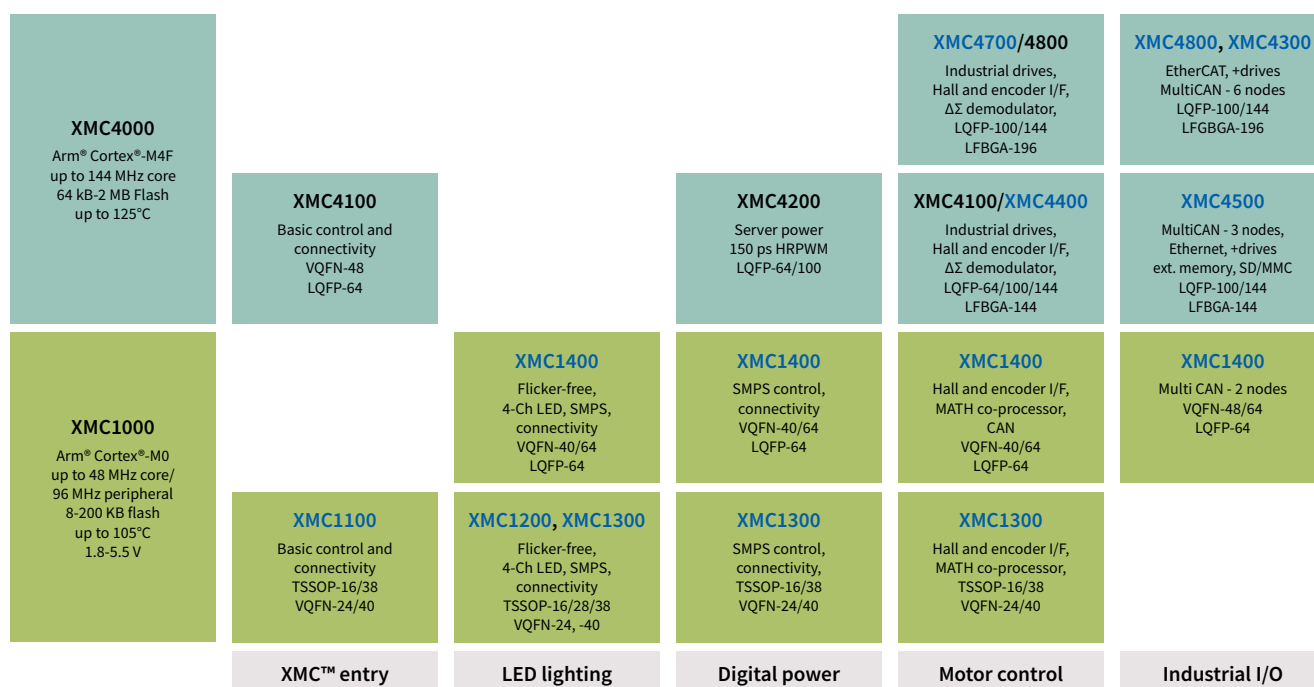 XMC4000
Arm® Cortex®-M4F
up to 144 MHz core
64 kB-2 MB Flash
up to 125°C
XMC4700/4800
Industrial drives,
Hall and encoder I/F,
ΔΣ demodulator,
LQFP-100/144
LFBGA-196
XMC4800, XMC4300
EtherCAT, +drives
MultiCAN - 6 nodes
LQFP-100/144
LFGBGA-196
XMC4100
Basic control and
connectivity
VQFN-48
LQFP-64
XMC4200
Server power
150 ps HRPWM
LQFP-64/100
XMC4100/XMC4400
Industrial drives,
Hall and encoder I/F,
ΔΣ demodulator,
LQFP-64/100/144
LFBGA-144
XMC4500
MultiCAN - 3 nodes,
Ethernet, +drives
ext. memory, SD/MMC
LQFP-100/144
LFBGA-144
XMC1000
Arm® Cortex®-M0
up to 48 MHz core/
96 MHz peripheral
8-200 KB flash
up to 105°C
1.8-5.5 V
XMC1400
Flicker-free,
4-Ch LED, SMPS,
connectivity
VQFN-40/64
LQFP-64
XMC1400
SMPS control,
connectivity
VQFN-40/64
LQFP-64
XMC1400
Hall and encoder I/F,
MATH co-processor,
CAN
VQFN-40/64
LQFP-64
XMC1400
Multi CAN - 2 nodes
VQFN-48/64
LQFP-64
XMC1100
Basic control and
connectivity
TSSOP-16/38
VQFN-24/40
XMC1200, XMC1300
Flicker-free,
4-Ch LED, SMPS,
connectivity
TSSOP-16/28/38
VQFN-24, -40
XMC1300
SMPS control,
connectivity,
TSSOP-16/38
VQFN-24/40
XMC1300
Hall and encoder I/F,
MATH co-processor,
TSSOP-16/38
VQFN-24/40
XMC™ entry
LED lighting
Digital power
Motor control
Industrial I/O